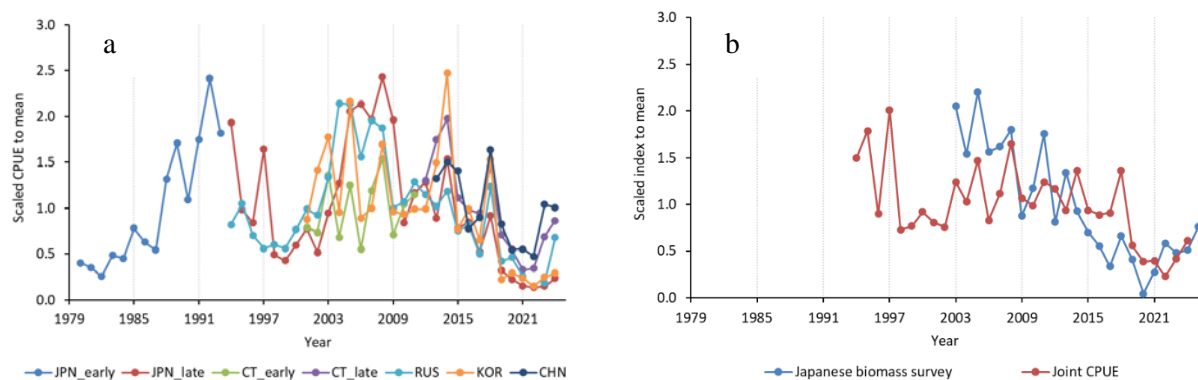 a
Scaled CPUE to mean
3.0
2.5
2.0
1.5
1.0
0.5
0.0
1979 1985 1991 1997 2003 2009 2015 2021
Year
JPN_early JPN_late CT_early CT_late RUS KOR CHN
b
Scaled index to mean
3.0
2.5
2.0
1.5
1.0
0.5
0.0
1979 1985 1991 1997 2003 2009 2015 2021
Year
Japanese biomass survey Joint CPUE